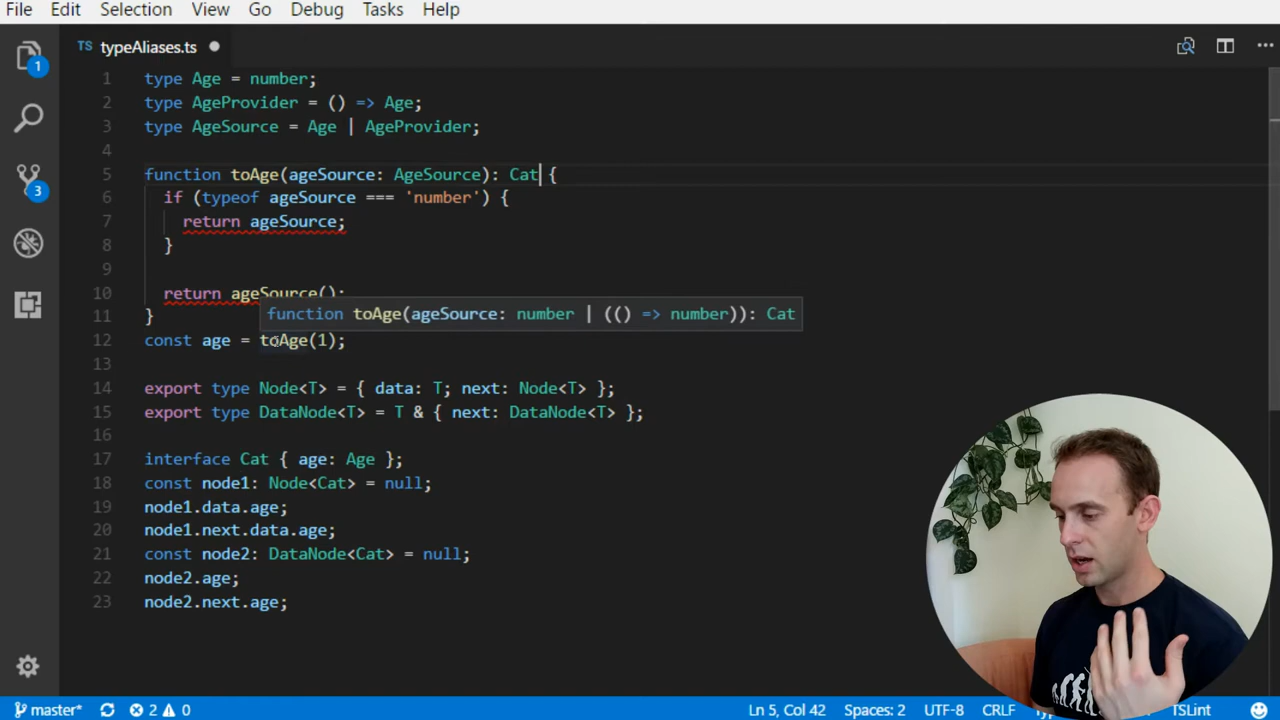 File Edit Selection View Go Debug Tasks Help
TS typeAliases.ts
1 type Age = number;
2 type AgeProvider = () => Age;
3 type AgeSource = Age | AgeProvider;
4
5 function toAge(ageSource: AgeSource): Cat {
6 if (typeof ageSource === 'number') {
7 return ageSource;
8 }
9
10 return ageSource();
function toAge(ageSource: number | (() => number)): Cat
11 }
12 const age = toAge(1);
13
14 export type Node<T> = { data: T; next: Node<T> };
15 export type DataNode<T> = T & { next: DataNode<T> };
16
17 interface Cat { age: Age };
18 const node1: Node<Cat> = null;
19 node1.data.age;
20 node1.next.data.age;
21 const node2: DataNode<Cat> = null;
22 node2.age;
23 node2.next.age;
1
3
master* 2 0 Ln 5, Col 42 Spaces: 2 UTF-8 CRLF TSLint